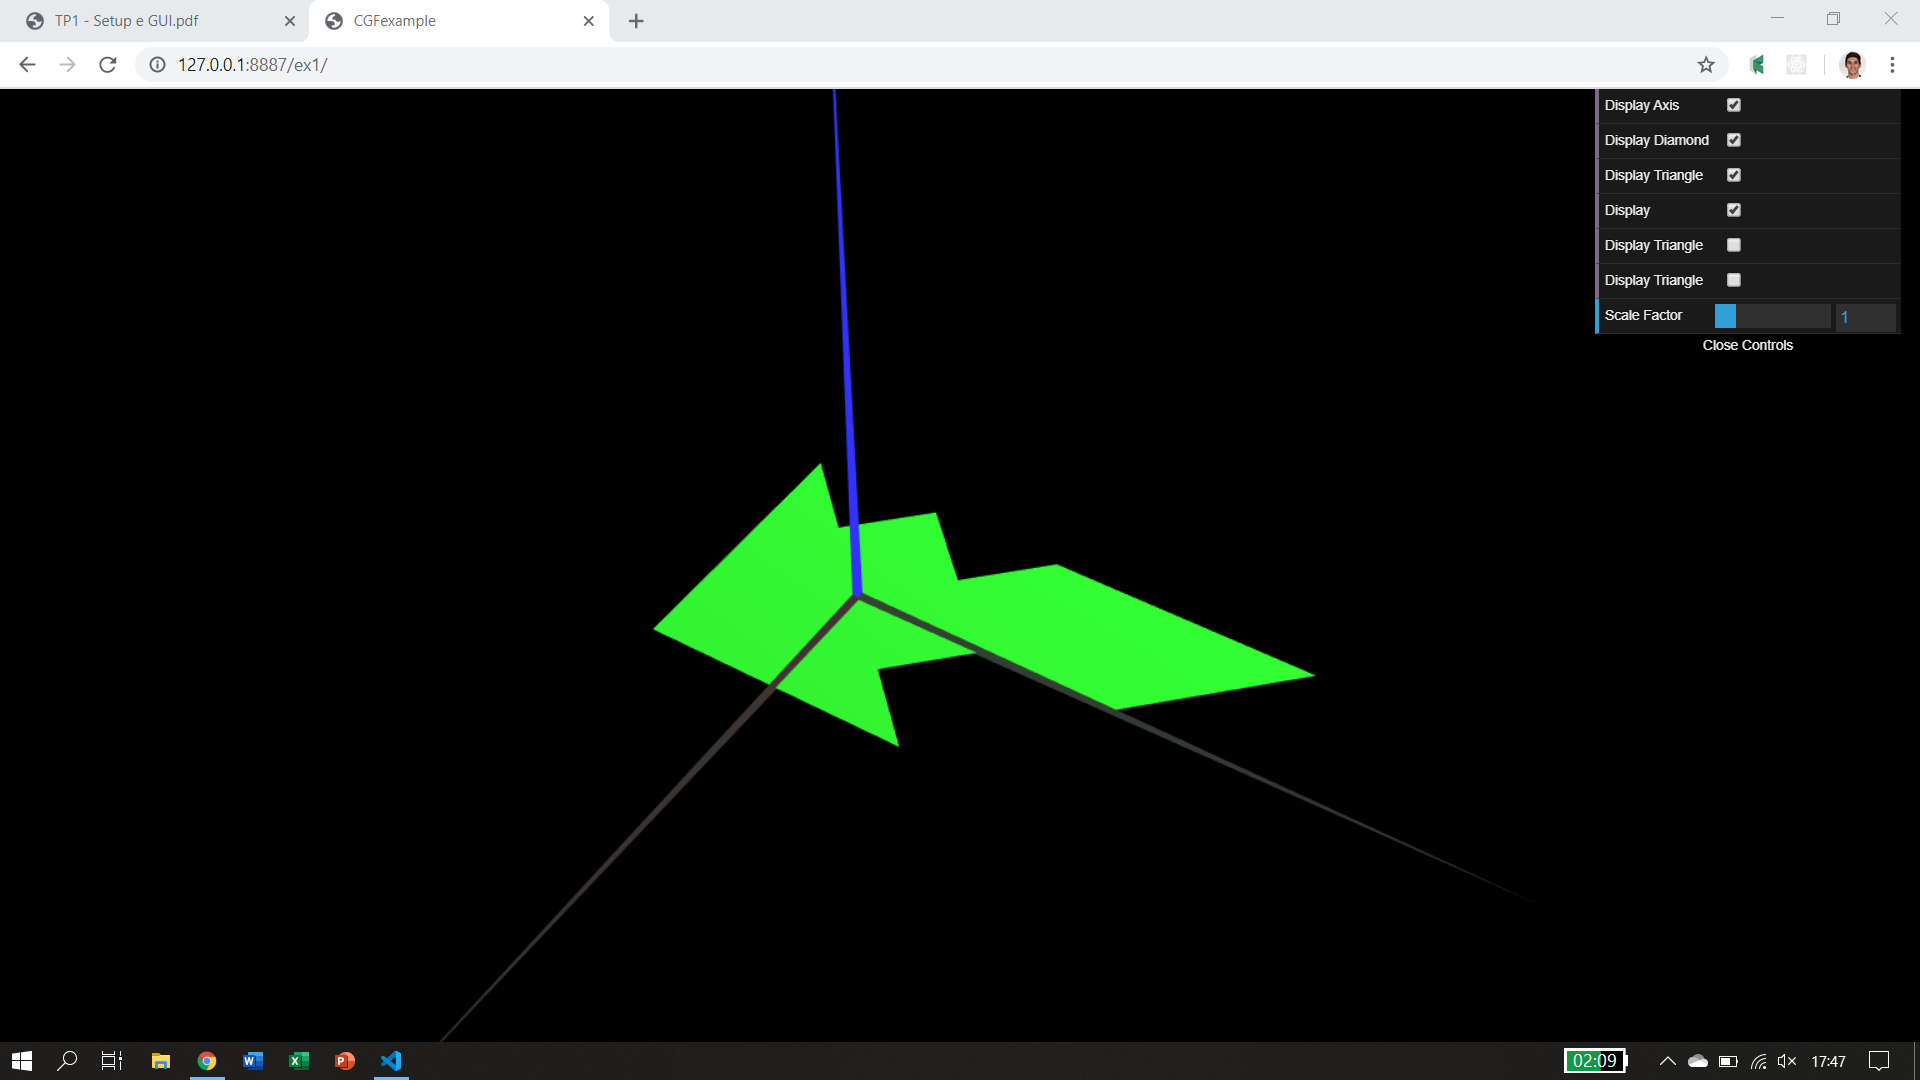 TP1 - Setup e GUI.pdf
CGFexample
127.0.0.1:8887/ex1/
Display Axis
Display Diamond
Display Triangle
Display
Display Triangle
Display Triangle
Scale Factor 1
Close Controls
02:09
17:47